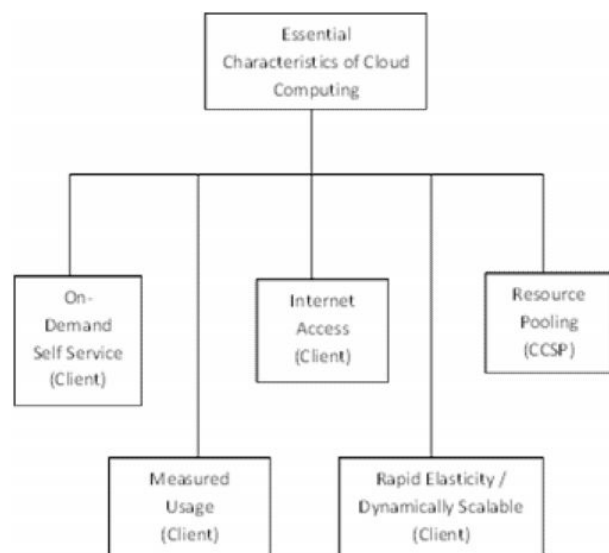 Essential
Characteristics of Cloud
Computing
On-
Demand
Self Service
(Client)
Internet
Access
(Client)
Resource
Pooling
(CCSP)
Measured
Usage
(Client)
Rapid Elasticity /
Dynamically Scalable
(Client)